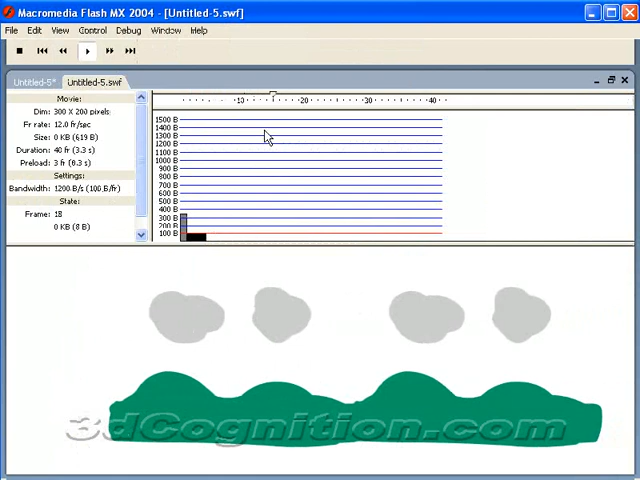 Macromedia Flash MX 2004 - [Untitled-5.swf]
File Edit View Control Debug Window Help
Untitled-5* Untitled-5.swf
Movie:
Dim: 300 X 200 pixels
Fr rate: 12.0 fr/sec
Size: 0 KB (619 B)
Duration: 40 fr (3.3 s)
Preload: 3 fr (0.3 s)
Settings:
Bandwidth: 1200 B/s (100 B/fr)
State:
Frame: 18
0 KB (8 B)
10 20 30 40
1500 B
1400 B
1300 B
1200 B
1000 B
900 B
800 B
700 B
600 B
500 B
400 B
300 B
200 B
100 B
3dCognition.com